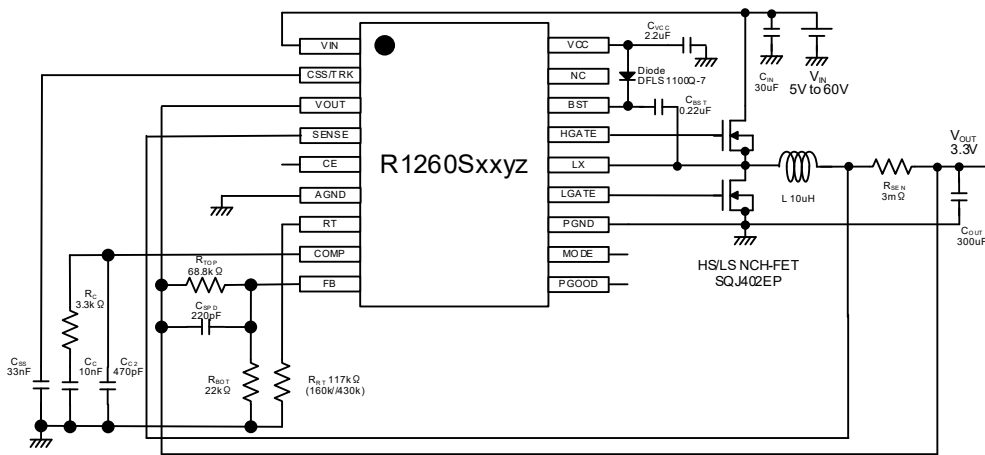 VIN
CSS/TRK
VOUT
SENSE
CE
AGND
RT
COMP
FB
R1260Sxxyz
VCC
NC
BST
HGATE
LX
LGATE
PGND
MODE
PGOOD
CVCC
2.2uF
Diode
DFLS1100Q-7
CBST
0.22uF
CIN
30uF
VIN
5V to 60V
VOUT
3.3V
L 10uH
RSEN
3mΩ
COUT
300uF
HS/LS NCH-FET
SQJ402EP
RTOP
68.8kΩ
CSPD
220pF
RC
3.3kΩ
CSS
33nF
CC
10nF
CC2
470pF
RBOT
22kΩ
RRT 117kΩ
(160k//430k)